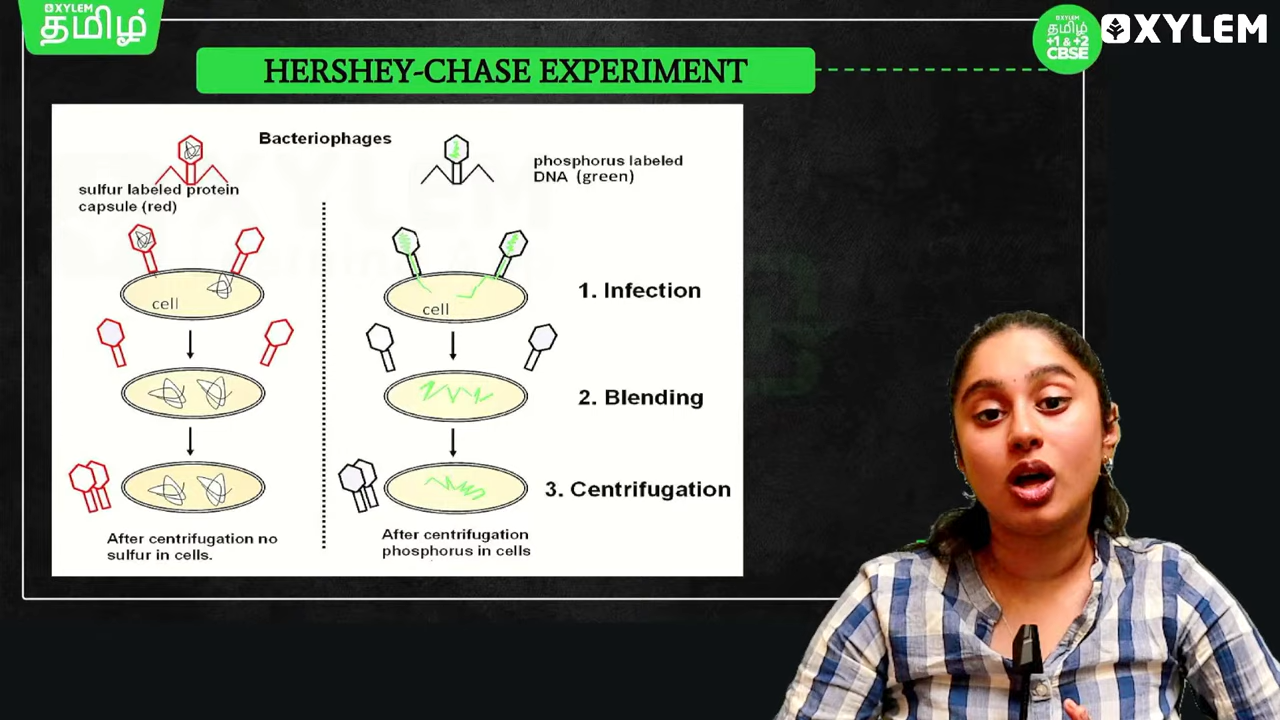 XYLEM
தமிழ்
XYLEM
தமிழ்
+1 & +2
CBSE
XYLEM
HERSHEY-CHASE EXPERIMENT
Bacteriophages
sulfur labeled protein
capsule (red)
phosphorus labeled
DNA (green)
cell
cell
1. Infection
2. Blending
3. Centrifugation
After centrifugation no
sulfur in cells.
After centrifugation
phosphorus in cells